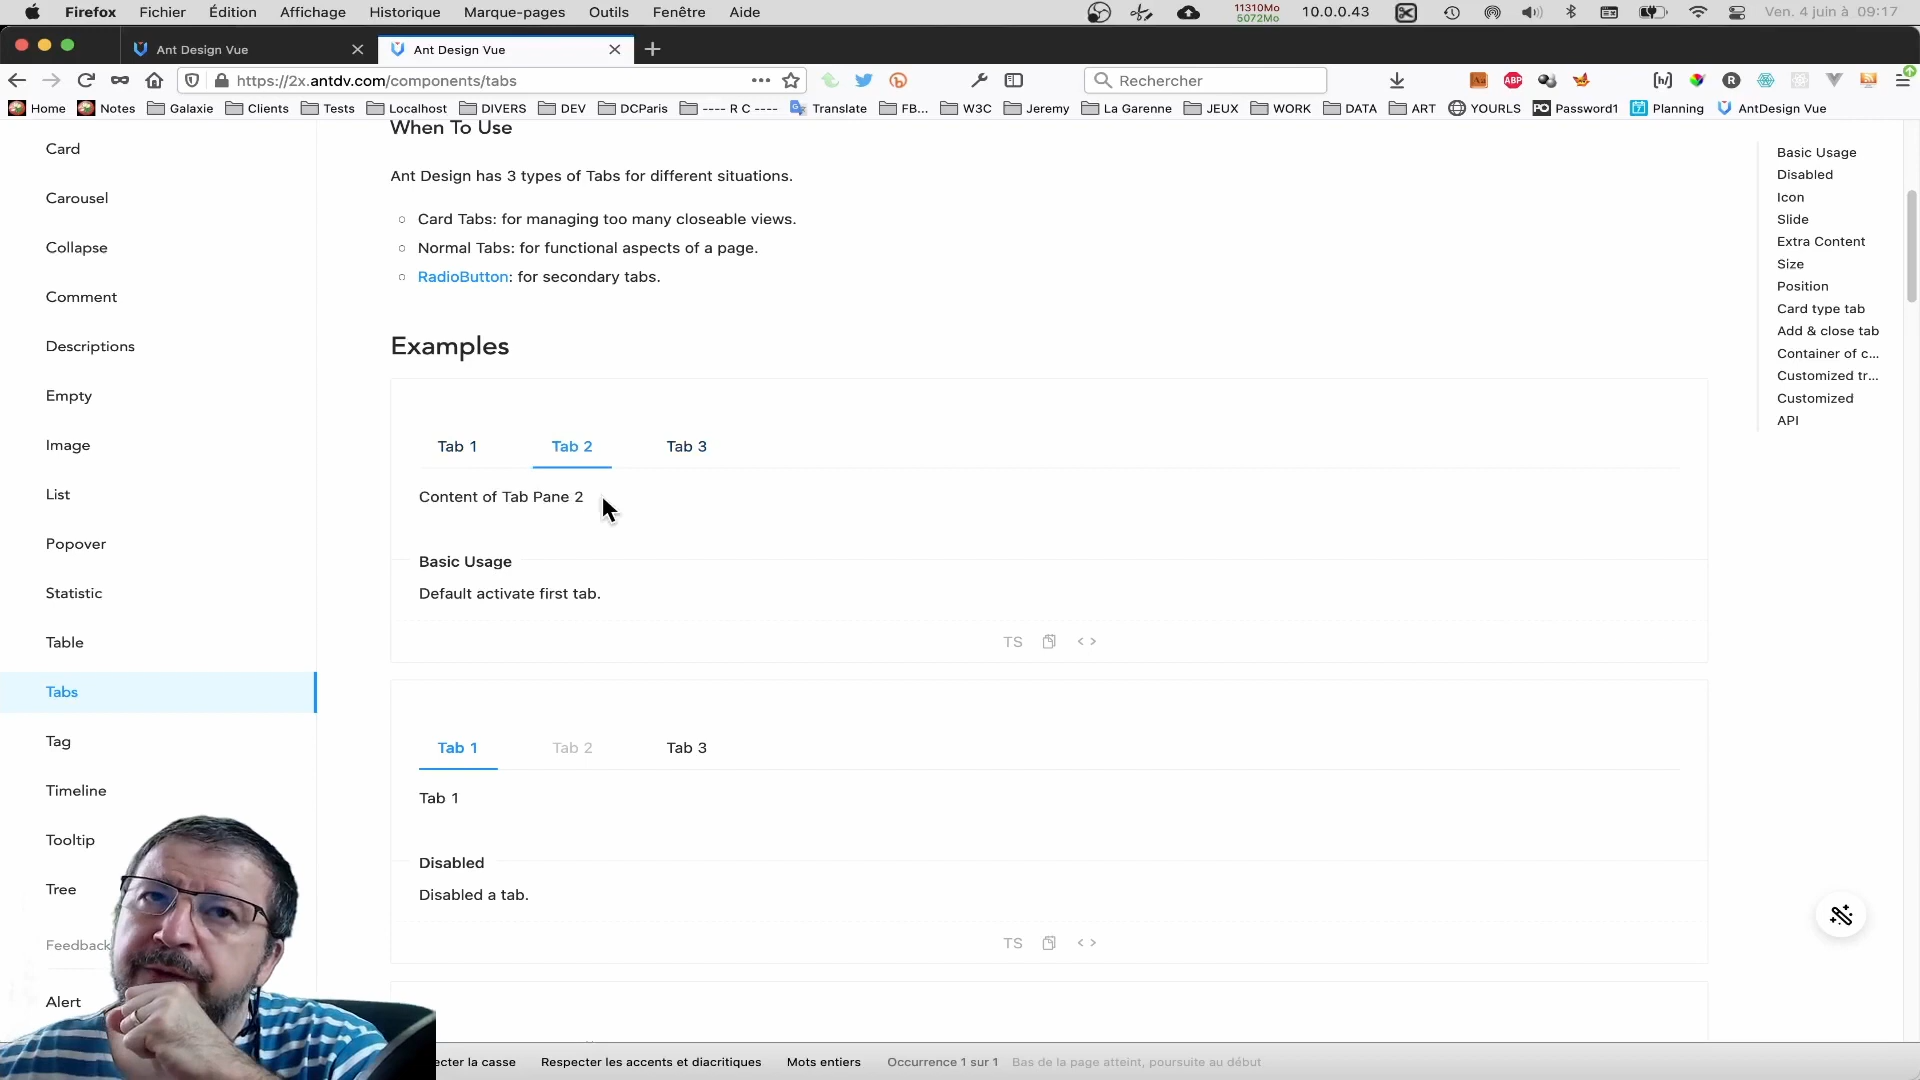 Firefox Fichier Édition Affichage Historique Marque-pages Outils Fenêtre Aide 11310Mo 5072Mo 10.0.0.43 Ven. 4 juin à 09:17
Ant Design Vue
Ant Design Vue
https://2x.antdv.com/components/tabs
Rechercher
Home Notes Galaxie Clients Tests Localhost DIVERS DEV DCParis ---- R C ---- Translate FB... W3C Jeremy La Garenne JEUX WORK DATA ART YOURLS Password1 Planning AntDesign Vue
Card
Carousel
Collapse
Comment
Descriptions
Empty
Image
List
Popover
Statistic
Table
Tabs
Tag
Timeline
Tooltip
Tree
Feedback
Alert
When To Use
Ant Design has 3 types of Tabs for different situations.
Card Tabs: for managing too many closeable views.
Normal Tabs: for functional aspects of a page.
RadioButton: for secondary tabs.
Examples
Tab 1 Tab 2 Tab 3
Content of Tab Pane 2
Basic Usage
Default activate first tab.
TS < >
Tab 1 Tab 2 Tab 3
Tab 1
Disabled
Disabled a tab.
TS < >
Basic Usage
Disabled
Icon
Slide
Extra Content
Size
Position
Card type tab
Add & close tab
Container of c...
Customized tr...
Customized
API
ecter la casse Respecter les accents et diacritiques Mots entiers Occurrence 1 sur 1 Bas de la page atteint, poursuite au début